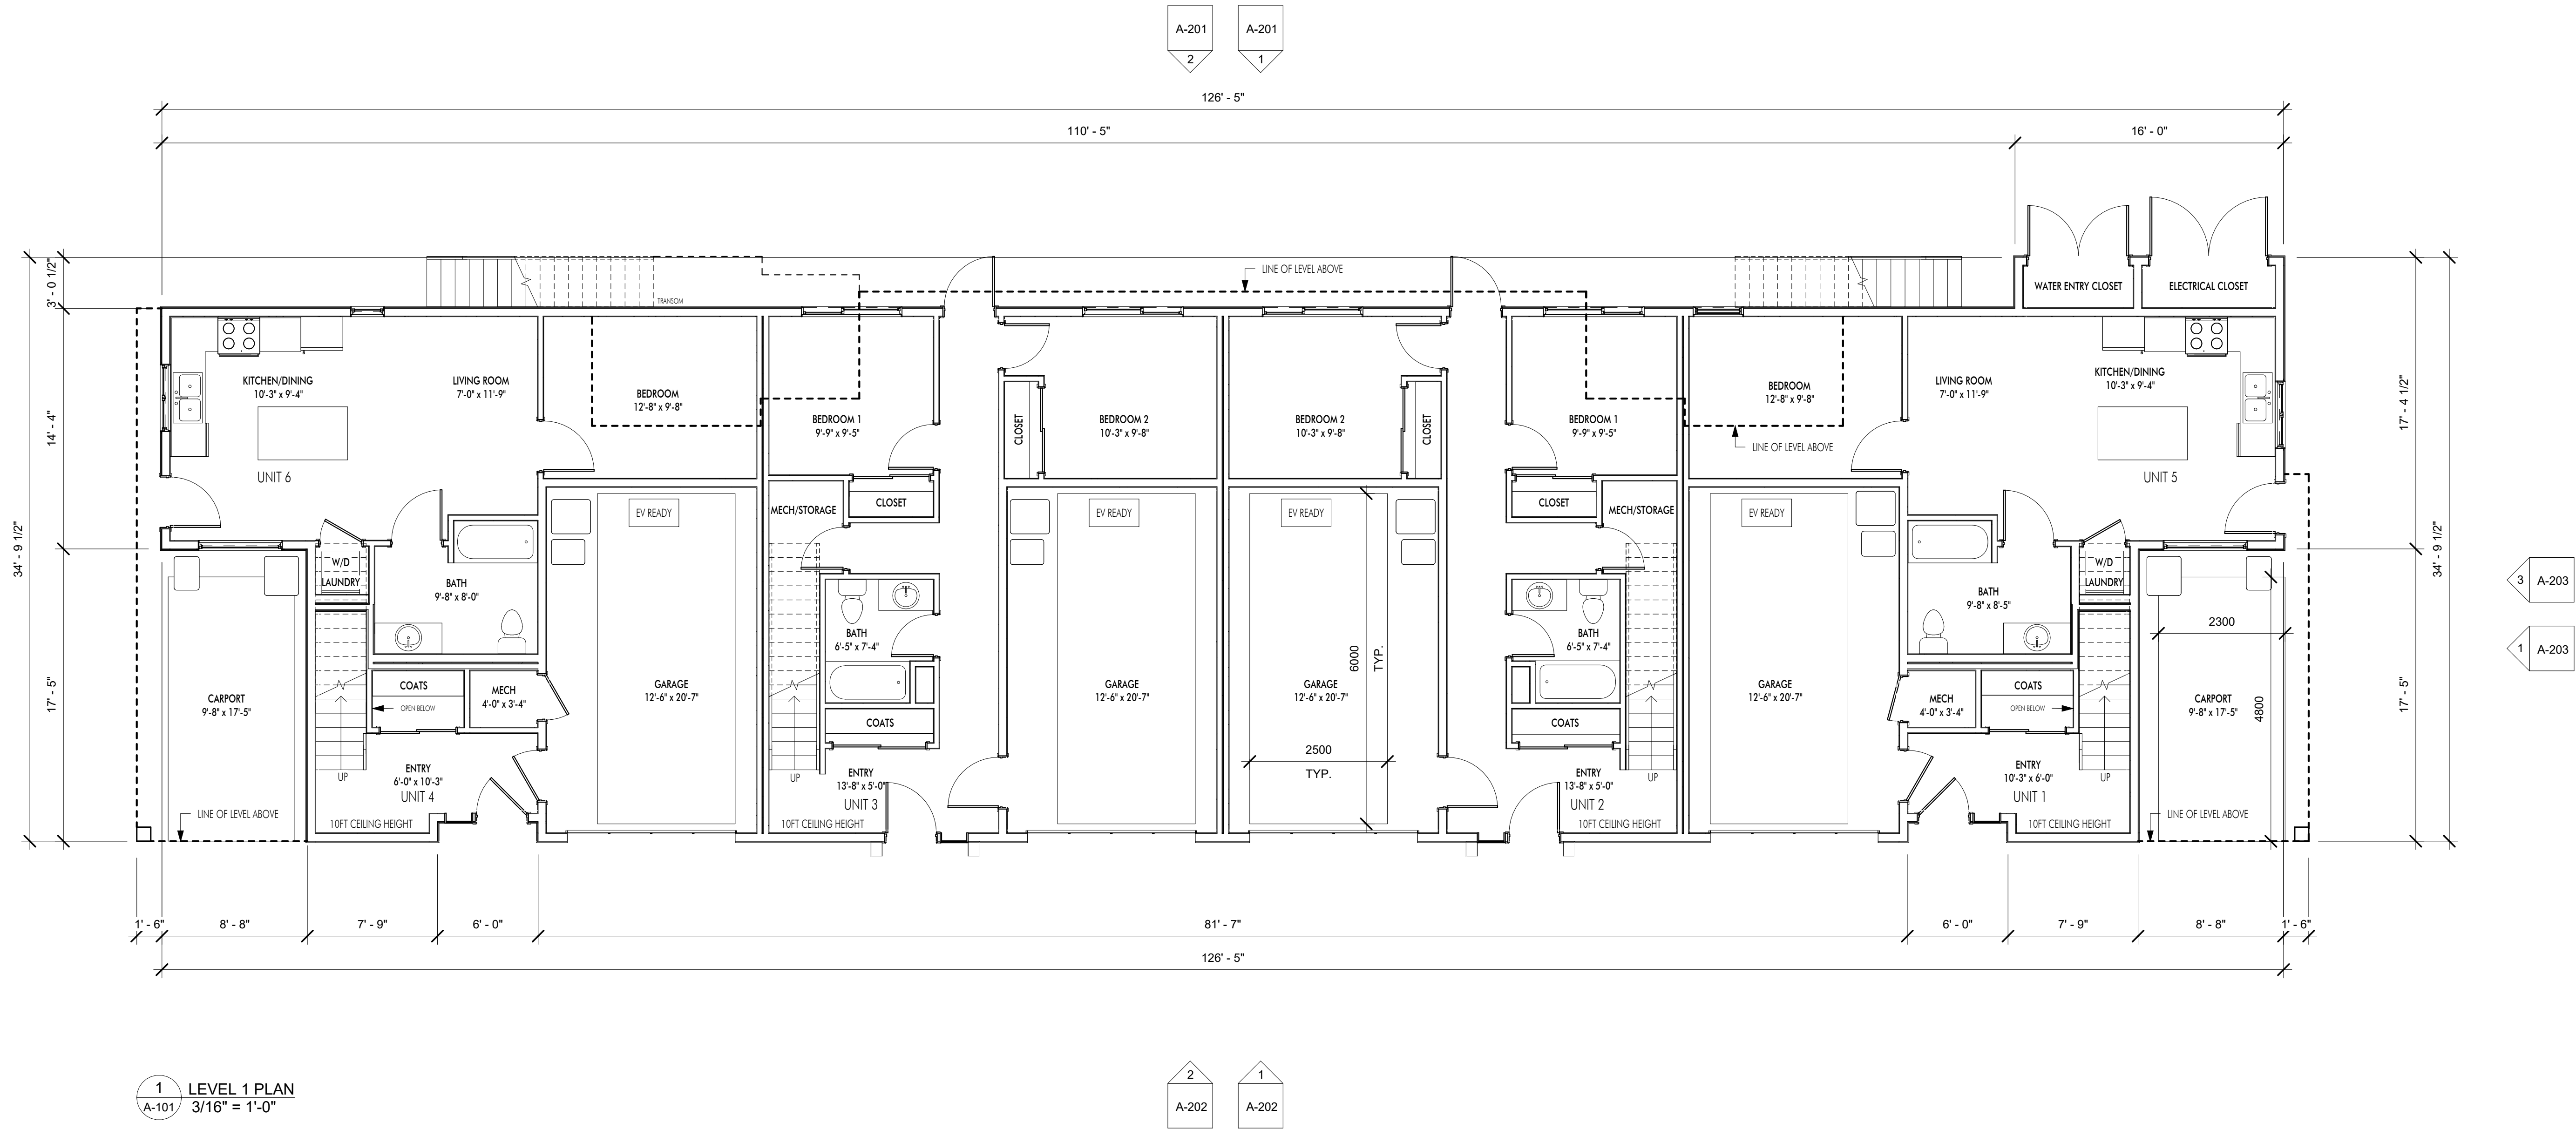 A-201
2
A-201
1
126' - 5"
110' - 5"
16' - 0"
3' - 0 1/2"
14' - 4"
34' - 9 1/2"
17' - 5"
17' - 4 1/2"
34' - 9 1/2"
17' - 5"
TRANSOM
LINE OF LEVEL ABOVE
WATER ENTRY CLOSET
ELECTRICAL CLOSET
KITCHEN/DINING
10'-3" x 9'-4"
LIVING ROOM
7'-0" x 11'-9"
BEDROOM
12'-8" x 9'-8"
BEDROOM 1
9'-9" x 9'-5"
CLOSET
BEDROOM 2
10'-3" x 9'-8"
BEDROOM 2
10'-3" x 9'-8"
CLOSET
BEDROOM 1
9'-9" x 9'-5"
BEDROOM
12'-8" x 9'-8"
LINE OF LEVEL ABOVE
LIVING ROOM
7'-0" x 11'-9"
KITCHEN/DINING
10'-3" x 9'-4"
UNIT 6
UNIT 5
EV READY
MECH/STORAGE
CLOSET
EV READY
EV READY
CLOSET
MECH/STORAGE
EV READY
W/D
LAUNDRY
BATH
9'-8" x 8'-0"
BATH
6'-5" x 7'-4"
BATH
6'-5" x 7'-4"
BATH
9'-8" x 8'-5"
W/D
LAUNDRY
2300
4800
6000
TYP.
CARPORT
9'-8" x 17'-5"
COATS
OPEN BELOW
MECH
4'-0" x 3'-4"
GARAGE
12'-6" x 20'-7"
COATS
GARAGE
12'-6" x 20'-7"
GARAGE
12'-6" x 20'-7"
COATS
GARAGE
12'-6" x 20'-7"
MECH
4'-0" x 3'-4"
COATS
OPEN BELOW
CARPORT
9'-8" x 17'-5"
2500
TYP.
UP
ENTRY
6'-0" x 10'-3"
UNIT 4
10FT CEILING HEIGHT
LINE OF LEVEL ABOVE
UP
ENTRY
13'-8" x 5'-0"
UNIT 3
10FT CEILING HEIGHT
ENTRY
13'-8" x 5'-0"
UNIT 2
UP
10FT CEILING HEIGHT
ENTRY
10'-3" x 6'-0"
UNIT 1
UP
10FT CEILING HEIGHT
LINE OF LEVEL ABOVE
3
A-203
1
A-203
1' - 6"
8' - 8"
7' - 9"
6' - 0"
81' - 7"
6' - 0"
7' - 9"
8' - 8"
1' - 6"
126' - 5"
2
A-202
1
A-202
1
A-101
LEVEL 1 PLAN
3/16" = 1'-0"